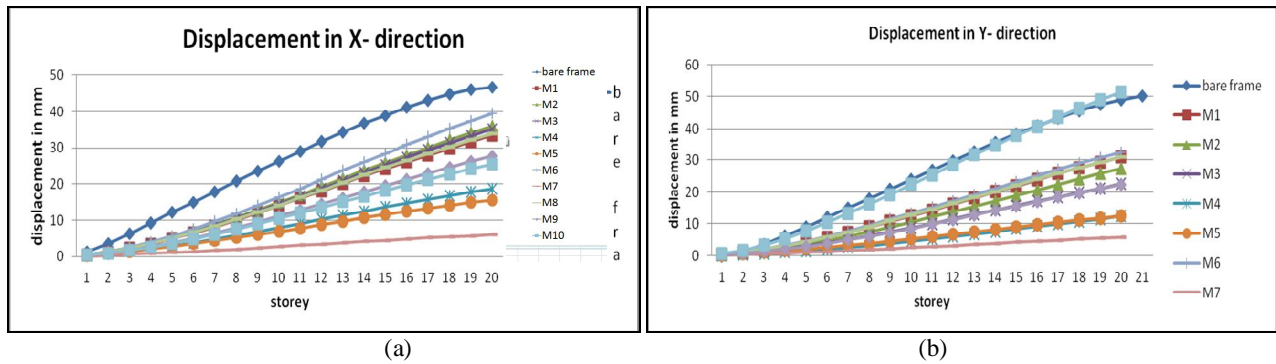 Displacement in X- direction
displacement in mm
50
40
30
20
10
0
1 2 3 4 5 6 7 8 9 10 11 12 13 14 15 16 17 18 19 20
storey
bare frame
M1
M2
M3
M4
M5
M6
M7
M8
M9
M10
b
a
r
e
f
r
a
(a)
Displacement in Y- direction
displacement in mm
60
50
40
30
20
10
0
1 2 3 4 5 6 7 8 9 10 11 12 13 14 15 16 17 18 19 20 21
storey
bare frame
M1
M2
M3
M4
M5
M6
M7
(b)